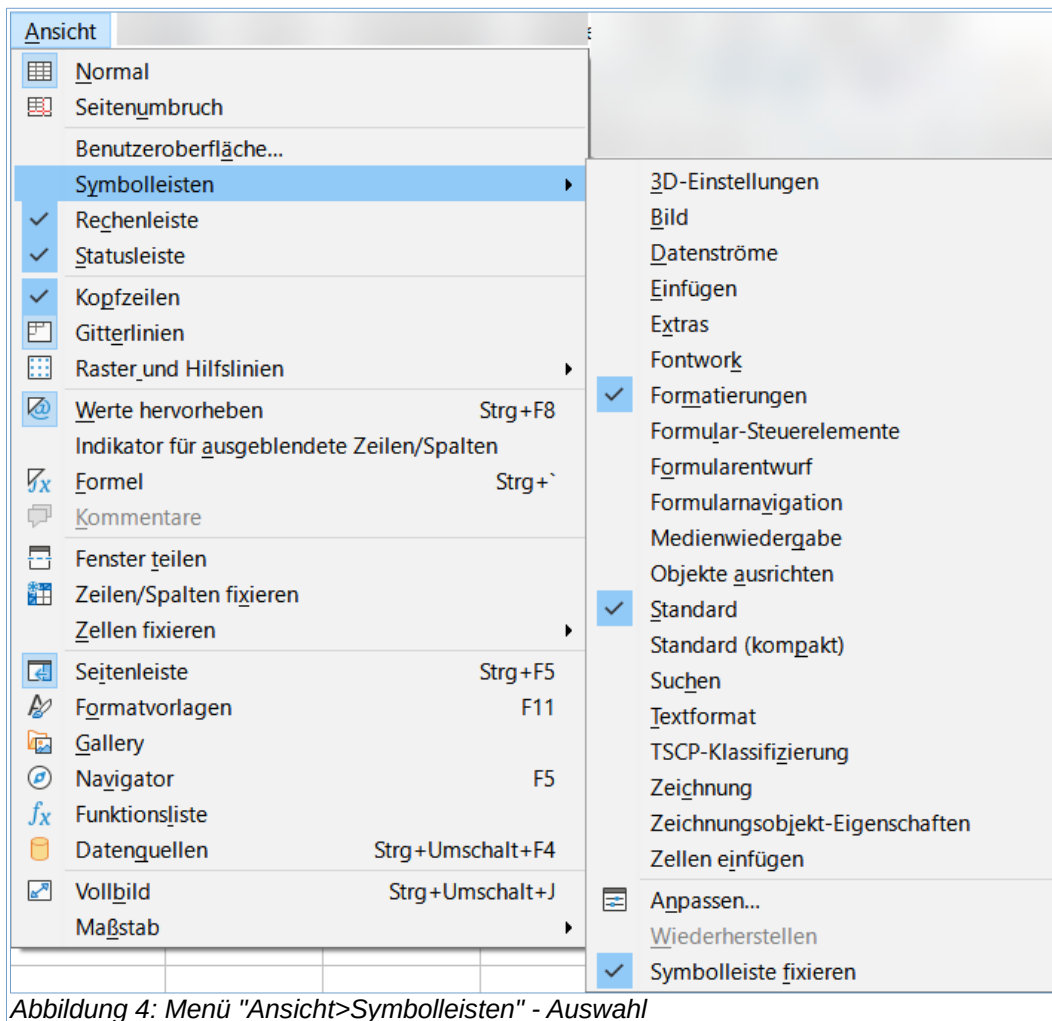 Ansicht
Normal
Seitenumbruch
Benutzeroberfläche...
Symbolleisten
Rechenleiste
Statusleiste
Kopfzeilen
Gitterlinien
Raster und Hilfslinien
Werte hervorheben Strg+F8
Indikator für ausgeblendete Zeilen/Spalten
Formel Strg+`
Kommentare
Fenster teilen
Zeilen/Spalten fixieren
Zellen fixieren
Seitenleiste Strg+F5
Formatvorlagen F11
Gallery
Navigator F5
Funktionsliste
Datenquellen Strg+Umschalt+F4
Vollbild Strg+Umschalt+J
Maßstab
3D-Einstellungen
Bild
Datenströme
Einfügen
Extras
Fontwork
Formatierungen
Formular-Steuerelemente
Formularentwurf
Formularnavigation
Medienwiedergabe
Objekte ausrichten
Standard
Standard (kompakt)
Suchen
Textformat
TSCP-Klassifizierung
Zeichnung
Zeichnungsobjekt-Eigenschaften
Zellen einfügen
Anpassen...
Wiederherstellen
Symbolleiste fixieren
Abbildung 4: Menü "Ansicht>Symbolleisten" - Auswahl